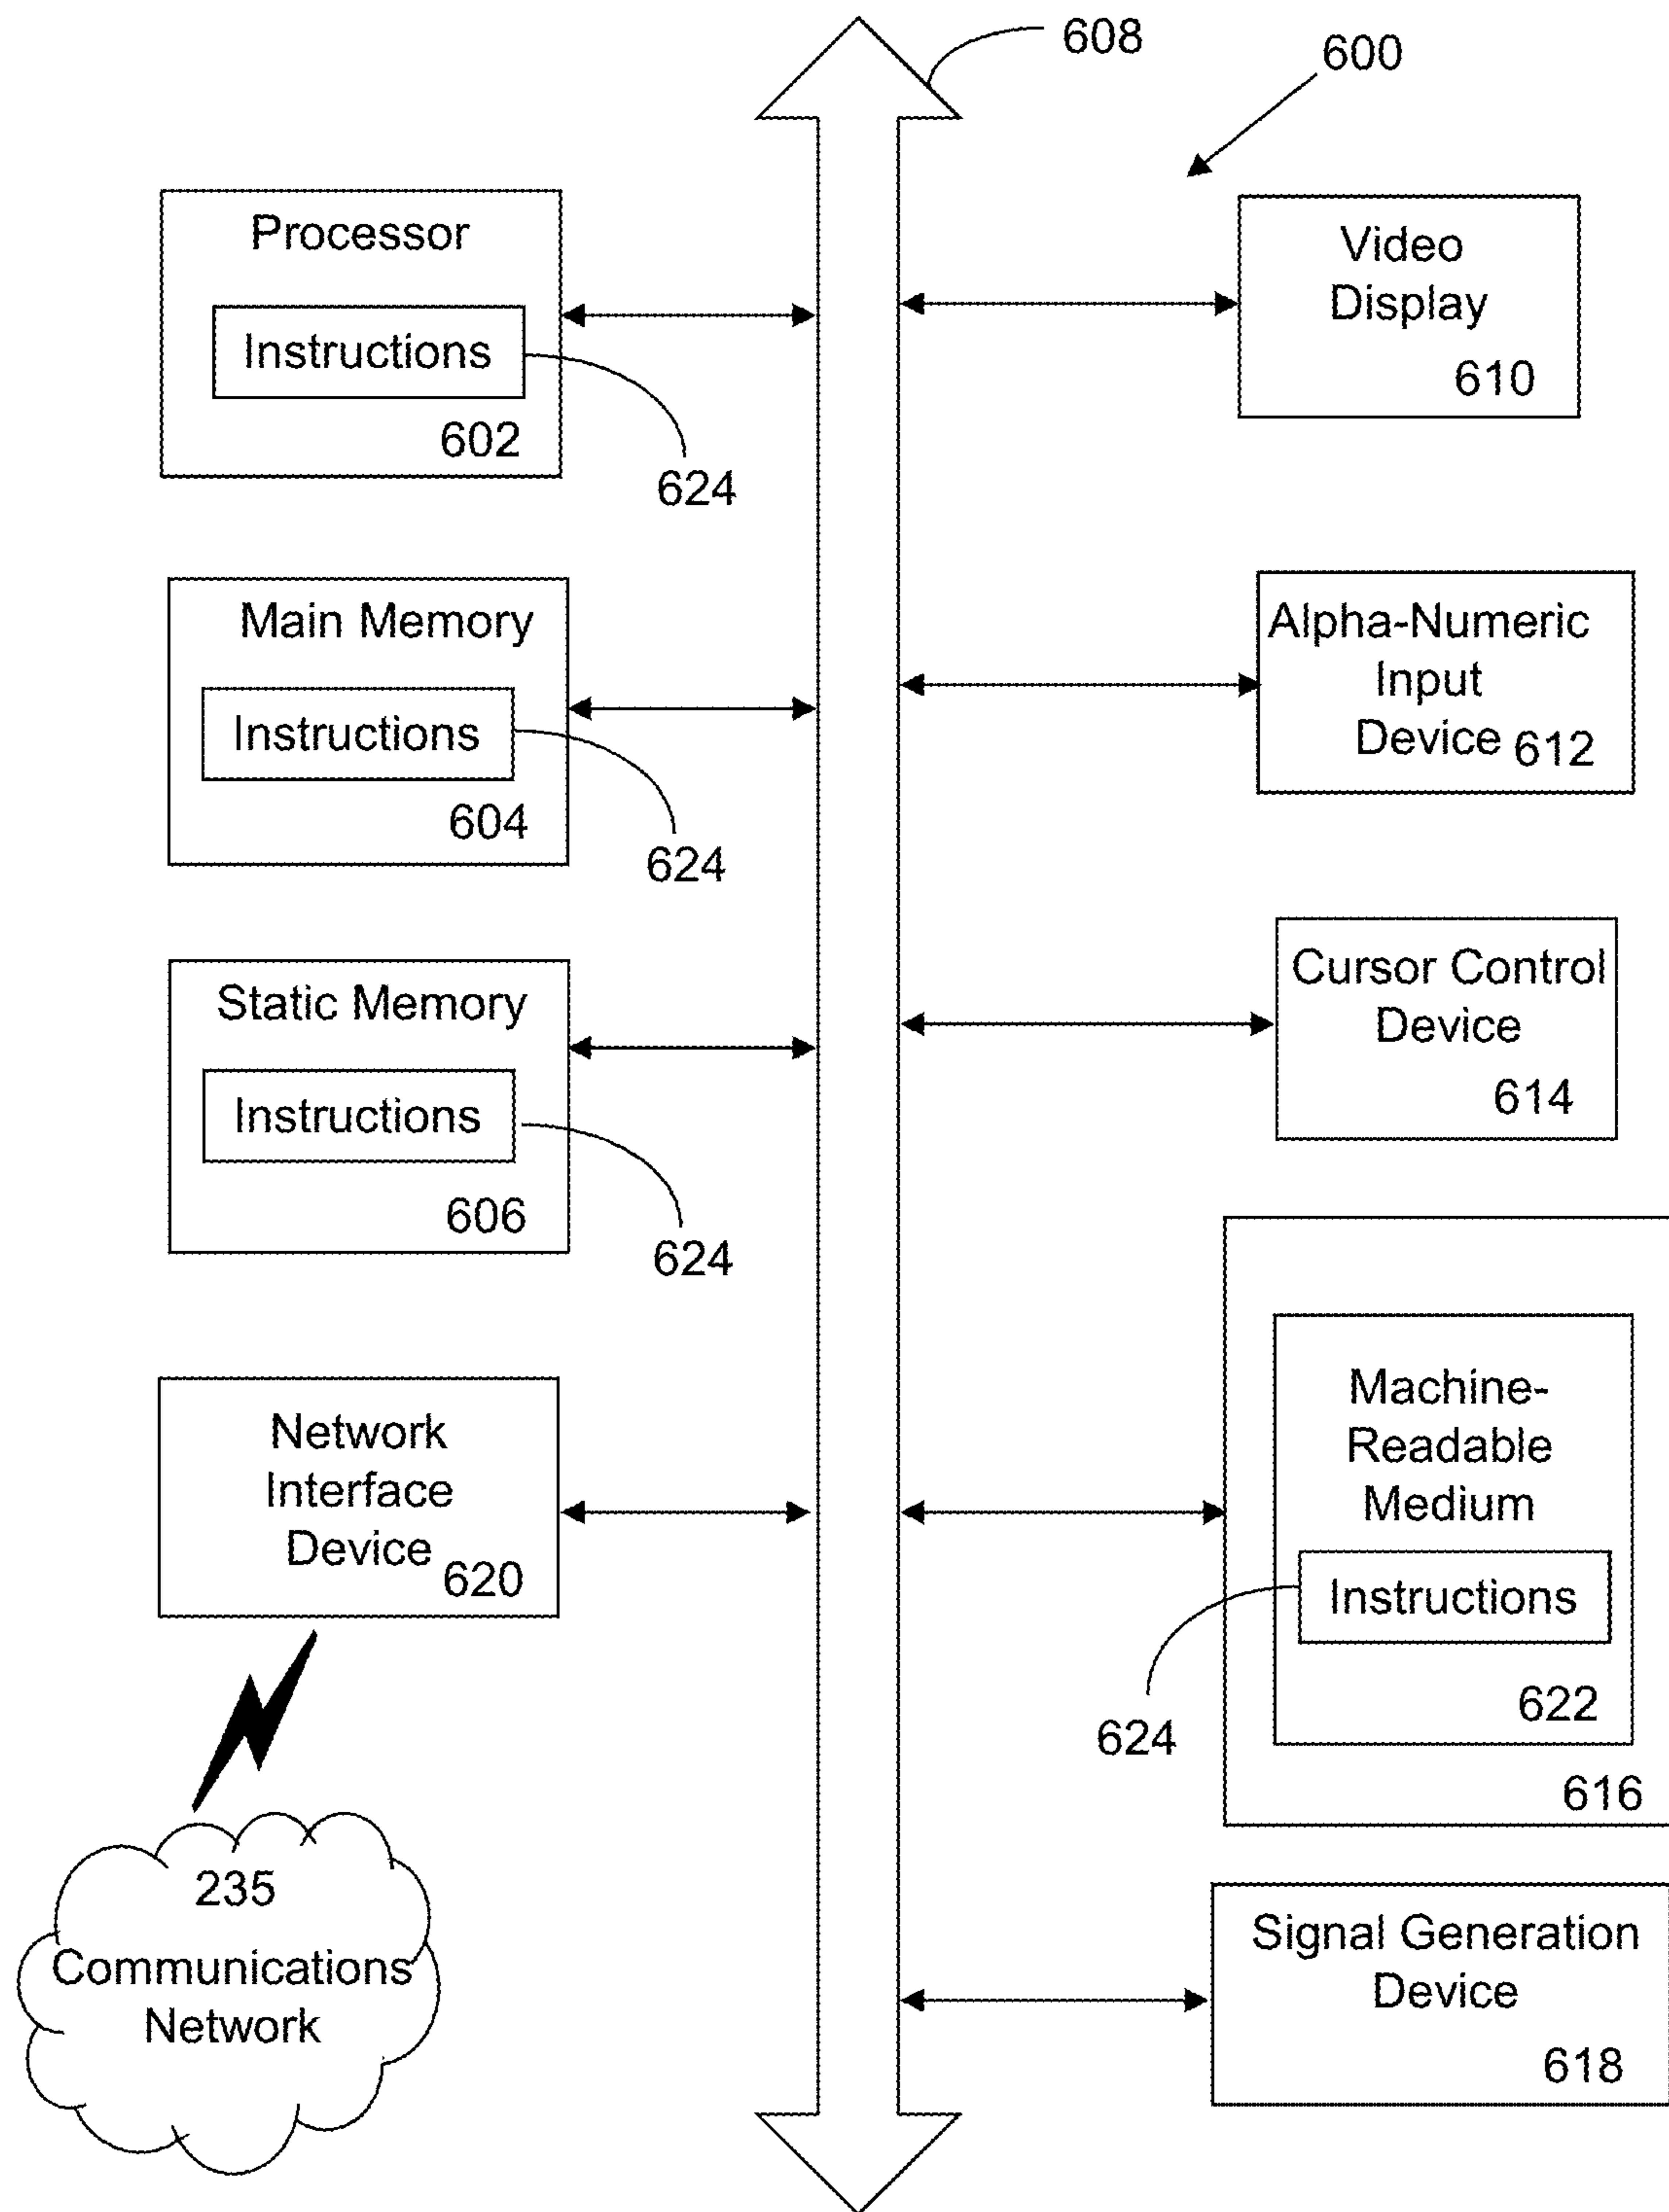 608
600
Processor
Instructions
602
624
Video
Display
610
Main Memory
Instructions
604
624
Alpha-Numeric
Input
Device 612
Static Memory
Instructions
606
624
Cursor Control
Device
614
Network
Interface
Device 620
Machine-
Readable
Medium
Instructions
622
624
616
235
Communications
Network
Signal Generation
Device
618